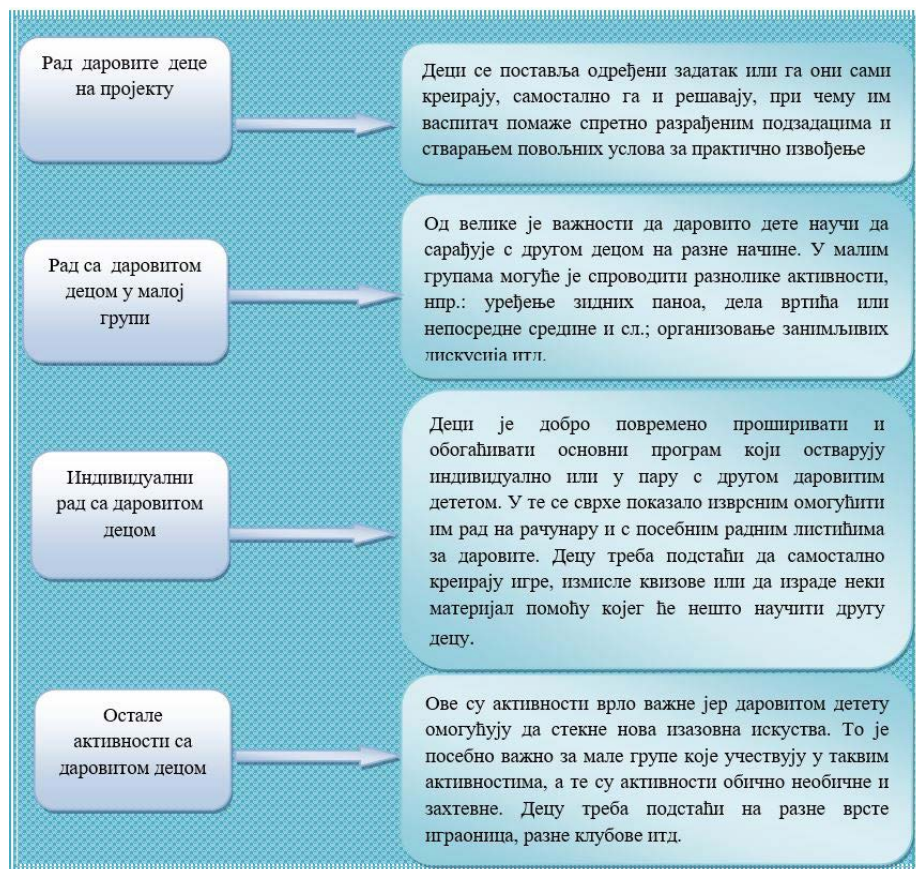 Рад даровите деце
на пројекту
Деци се поставља одређени задатак или га они сами
креирају, самостално га и решавају, при чему им
васпитач помаже спретно разрађеним подзадацима и
стварањем повољних услова за практично извођење
Рад са даровитом
децом у малој
групи
Од велике је важности да даровито дете научи да
сарађује с другом децом на разне начине. У малим
групама могуће је спроводити разнолике активности,
нпр.: уређење зидних паноа, дела вртића или
непосредне средине и сл.; организовање занимљивих
дискусија итд.
Индивидуални
рад са даровитом
децом
Деци је добро повремено проширивати и
обогаћивати основни програм који остварују
индивидуално или у пару с другом даровитим
дететом. У те се сврхе показало изврсним омогућити
им рад на рачунару и с посебним радним листићима
за даровите. Децу треба подстаћи да самостално
креирају игре, измисле квизове или да израде неки
материјал помоћу којег ће нешто научити другу
децу.
Остале
активности са
даровитом децом
Ове су активности врло важне јер даровитом детету
омогућују да стекне нова изазовна искуства. То је
посебно важно за мале групе које учествују у таквим
активностима, а те су активности обично необичне и
захтевне. Децу треба подстаћи на разне врсте
играоница, разне клубове итд.